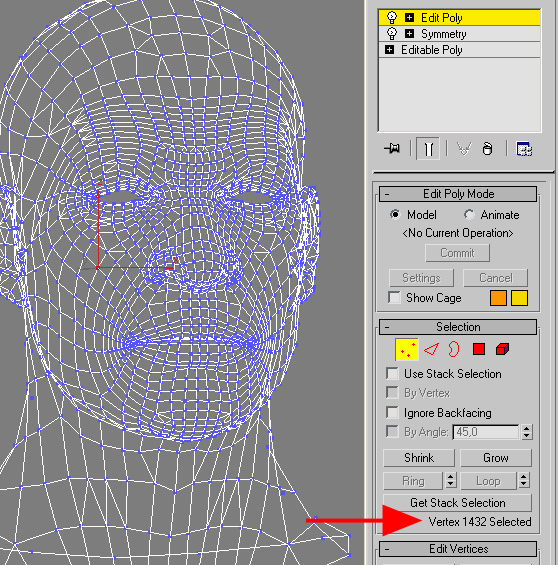 Edit Poly
Symmetry
Editable Poly
Edit Poly Mode
Model Animate
<No Current Operation>
Commit
Settings Cancel
Show Cage
Selection
Use Stack Selection
By Vertex
Ignore Backfacing
By Angle: 45,0
Shrink Grow
Ring Loop
Get Stack Selection
Vertex 1432 Selected
Edit Vertices